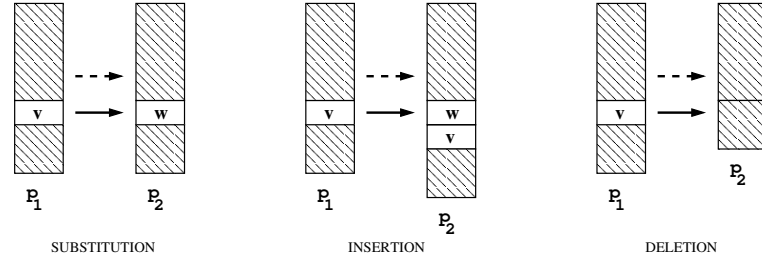 v w
p1 p2
SUBSTITUTION
v w
v
p1
p2
INSERTION
v
p1
p2
DELETION